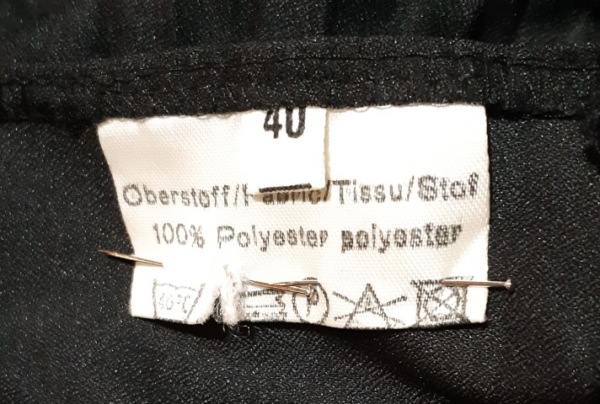 40
Oberstoff/Fabric/Tissu/Stof
100% Polyester polyester
40°C P A